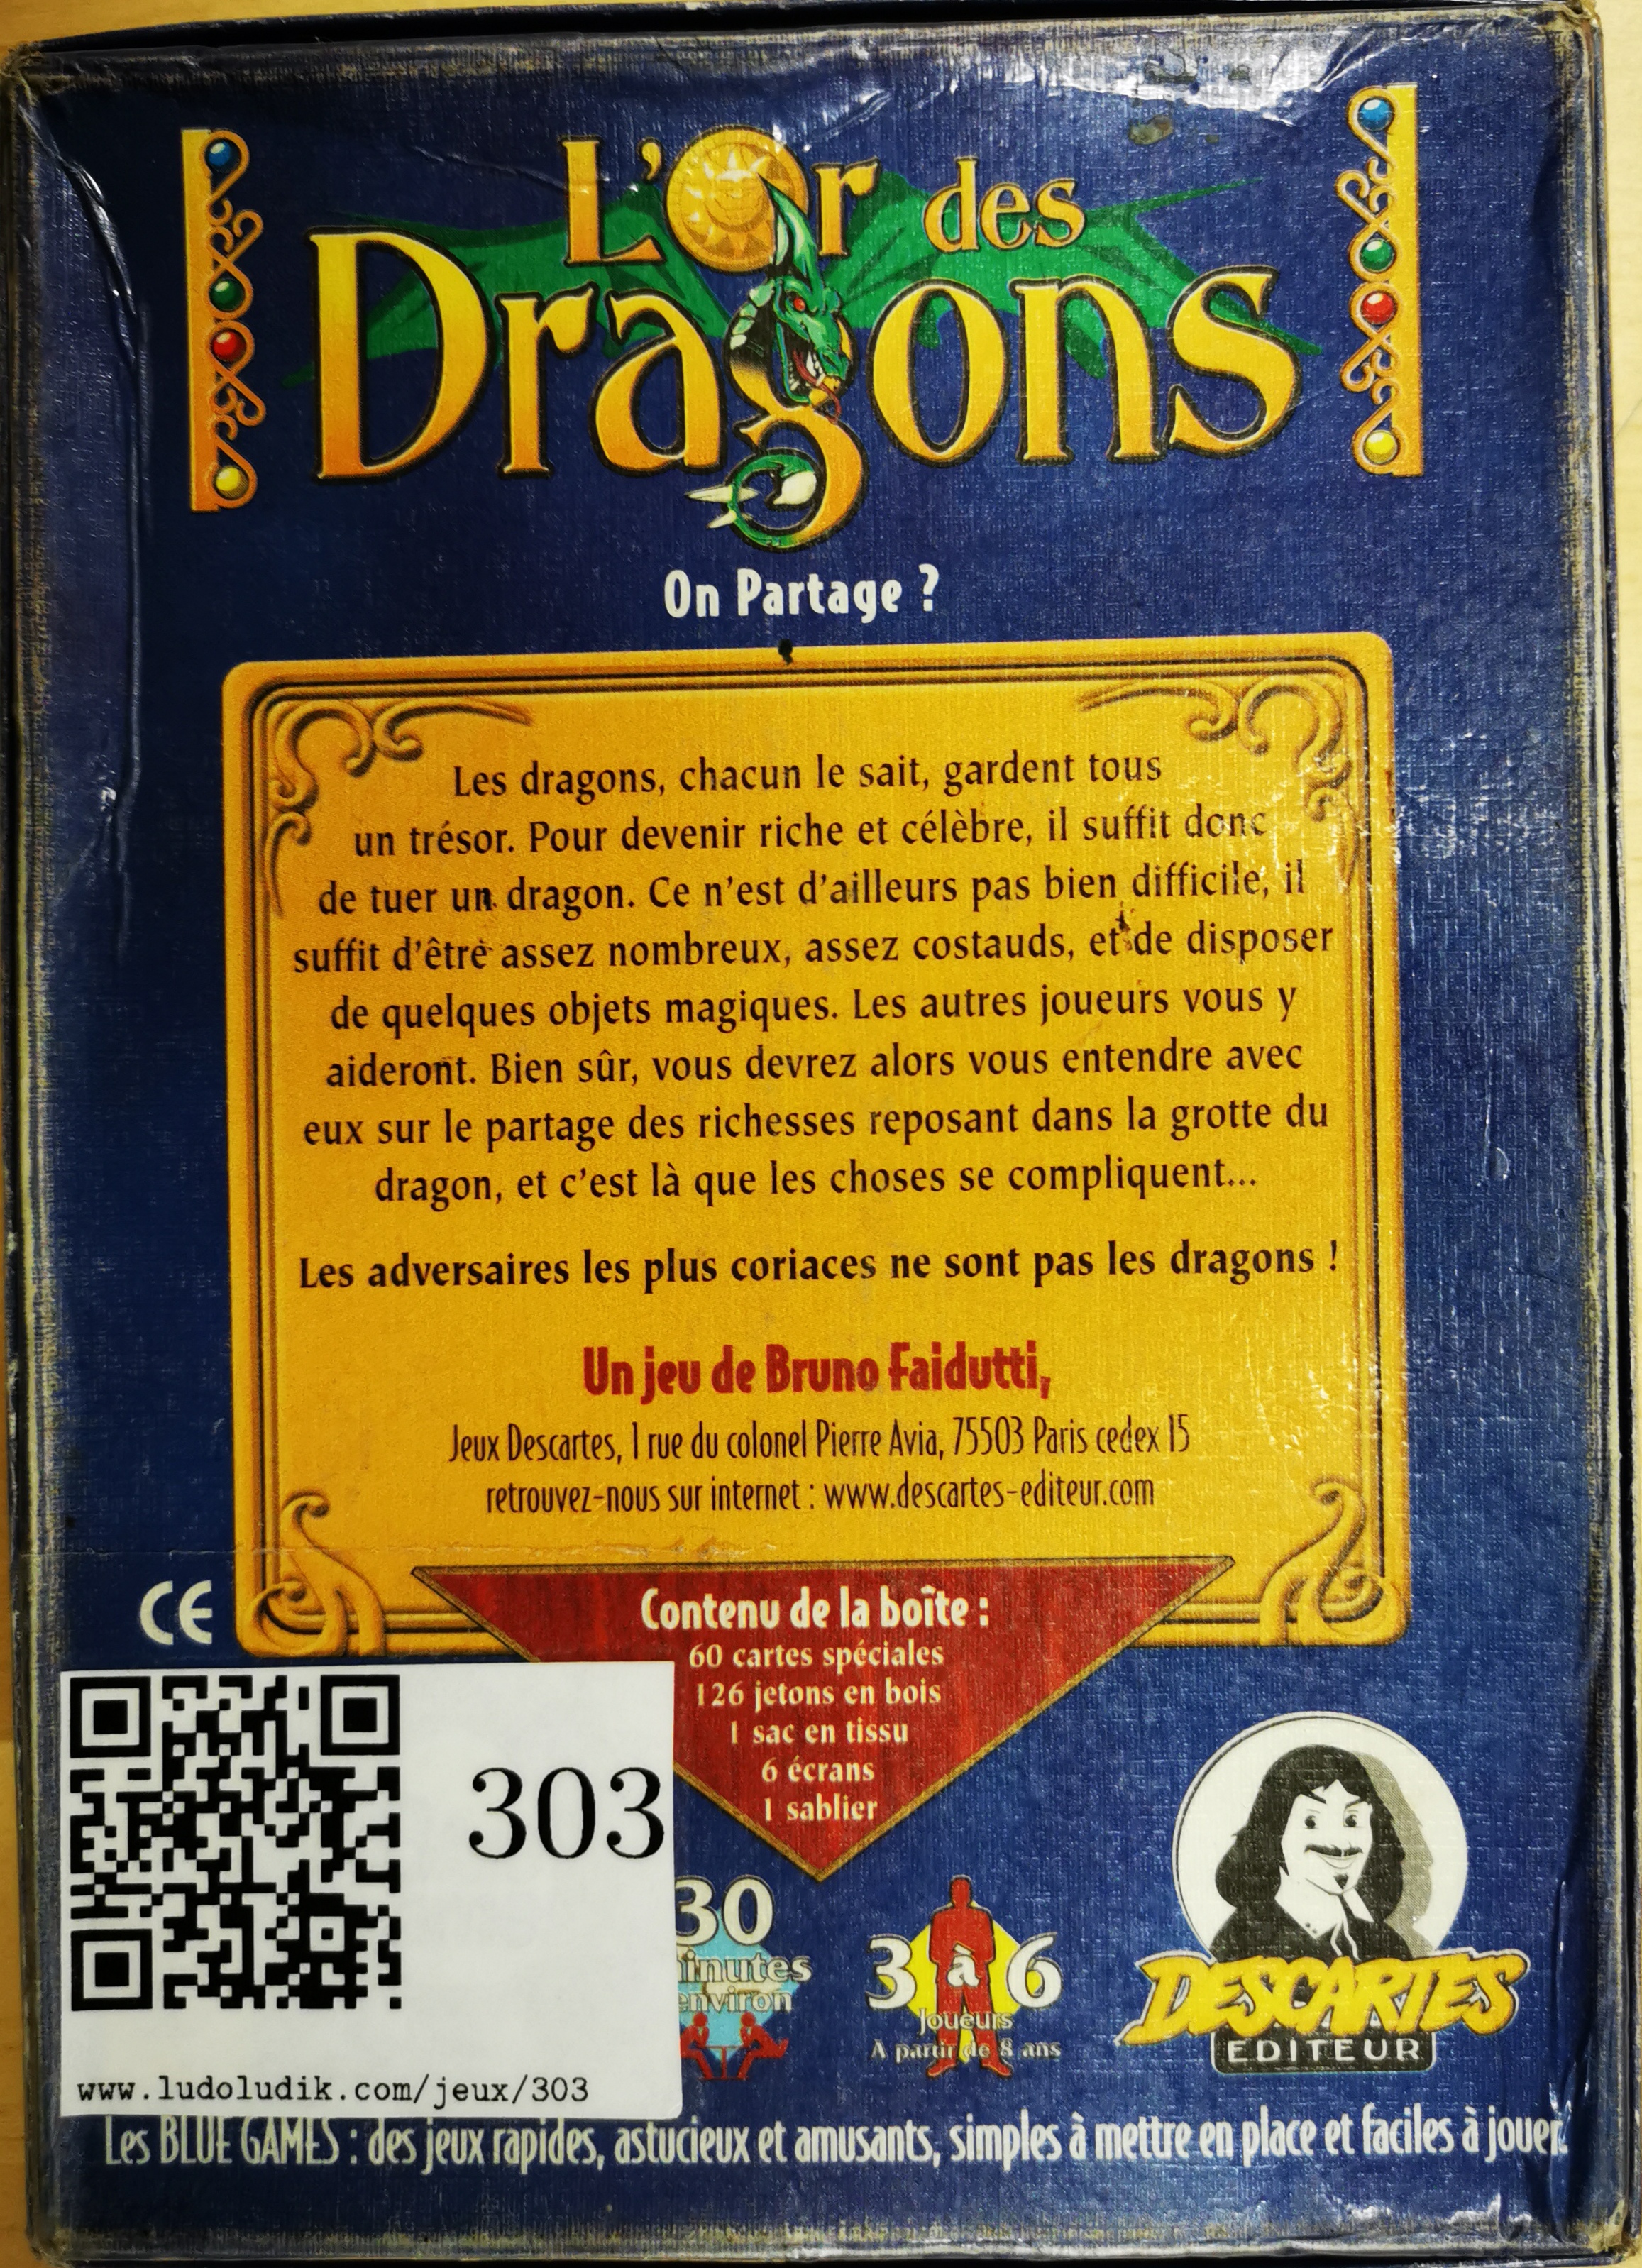 L'Or des
Dragons
On Partage ?
Les dragons, chacun le sait, gardent tous
un trésor. Pour devenir riche et célèbre, il suffit donc
de tuer un dragon. Ce n'est d'ailleurs pas bien difficile, il
suffit d'être assez nombreux, assez costauds, et de disposer
de quelques objets magiques. Les autres joueurs vous y
aideront. Bien sûr, vous devrez alors vous entendre avec
eux sur le partage des richesses reposant dans la grotte du
dragon, et c'est là que les choses se compliquent...
Les adversaires les plus coriaces ne sont pas les dragons !
Un jeu de Bruno Faidutti,
Jeux Descartes, 1 rue du colonel Pierre Avia, 75503 Paris cedex 15
retrouvez-nous sur internet : www.descartes-editeur.com
CE
Contenu de la boîte :
60 cartes spéciales
126 jetons en bois
1 sac en tissu
6 écrans
1 sablier
303
www.ludoludik.com/jeux/303
30
inutes
environ
3 à 6
Joueurs
À partir de 8 ans
DESCARTES
EDITEUR
Les BLUE GAMES : des jeux rapides, astucieux et amusants, simples à mettre en place et faciles à jouer.